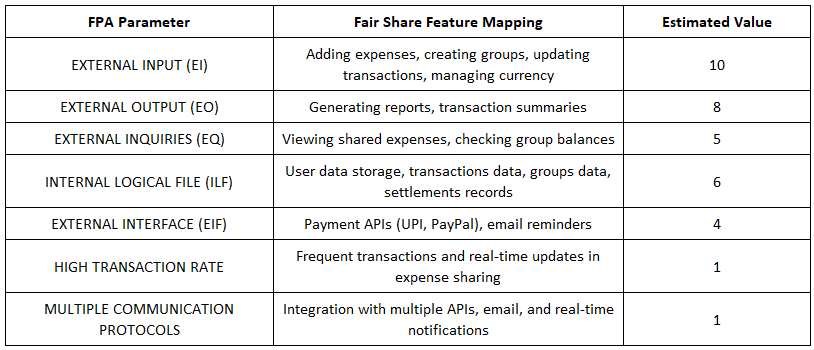 FPA Parameter
Fair Share Feature Mapping
Estimated Value
EXTERNAL INPUT (EI)
Adding expenses, creating groups, updating
transactions, managing currency
10
EXTERNAL OUTPUT (EO)
Generating reports, transaction summaries
8
EXTERNAL INQUIRIES (EQ)
Viewing shared expenses, checking group balances
5
INTERNAL LOGICAL FILE (ILF)
User data storage, transactions data, groups data,
settlements records
6
EXTERNAL INTERFACE (EIF)
Payment APIs (UPI, PayPal), email reminders
4
HIGH TRANSACTION RATE
Frequent transactions and real-time updates in
expense sharing
1
MULTIPLE COMMUNICATION
PROTOCOLS
Integration with multiple APIs, email, and real-time
notifications
1